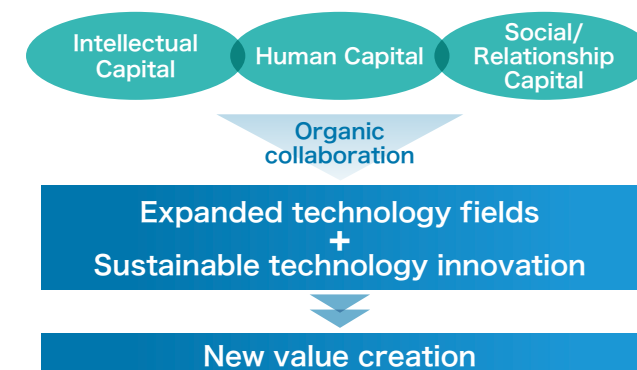 Intellectual
Capital
Human Capital
Social/
Relationship
Capital
Organic
collaboration
Expanded technology fields
+
Sustainable technology innovation
New value creation